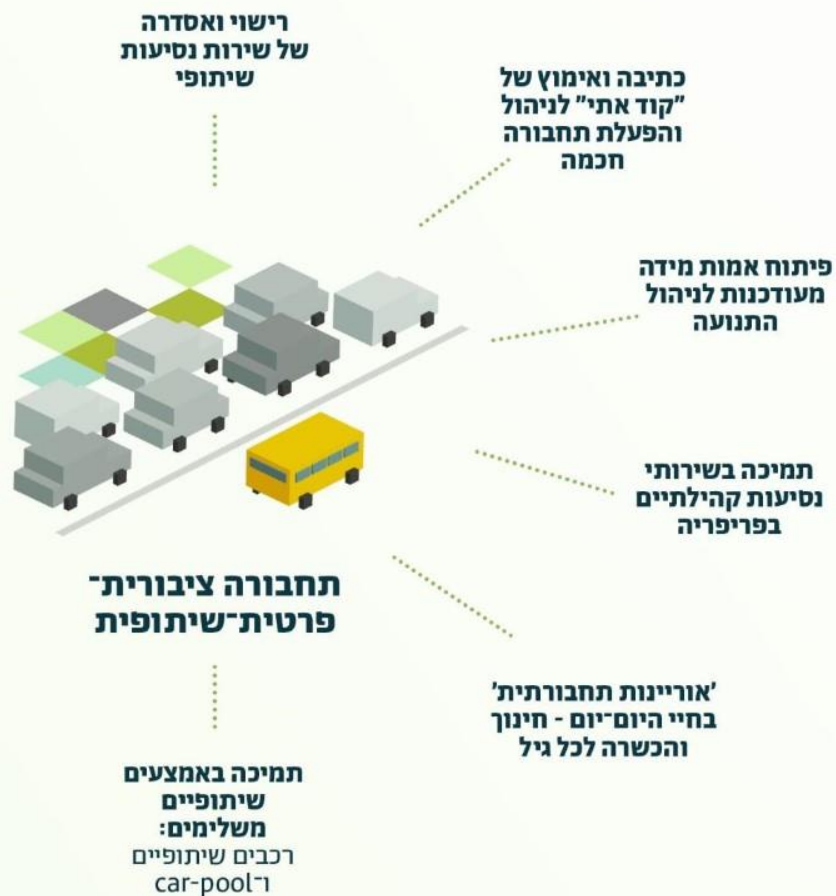 רישוי ואסדרה
של שירות נסיעות
שיתופי
כתיבה ואימוץ של
"קוד אתי" לניהול
והפעלת תחבורה
חכמה
פיתוח אמות מידה
מעודכנות לניהול
התנועה
תמיכה בשירותי
נסיעות קהילתיים
בפריפריה
תחבורה ציבורית-
פרטית-שיתופית
'אוריינות תחבורתית'
בחיי היום-יום - חינוך
והכשרה לכל גיל
תמיכה באמצעים
שיתופיים
משלימים:
רכבים שיתופיים
ו-car-pool